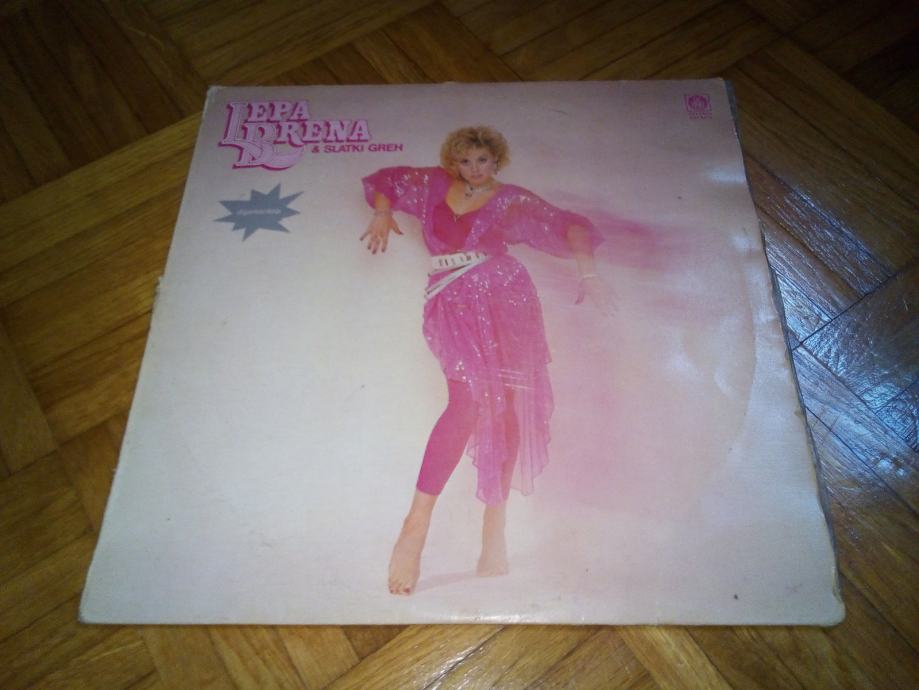 LEPA
BRENA
& SLATKI GREH